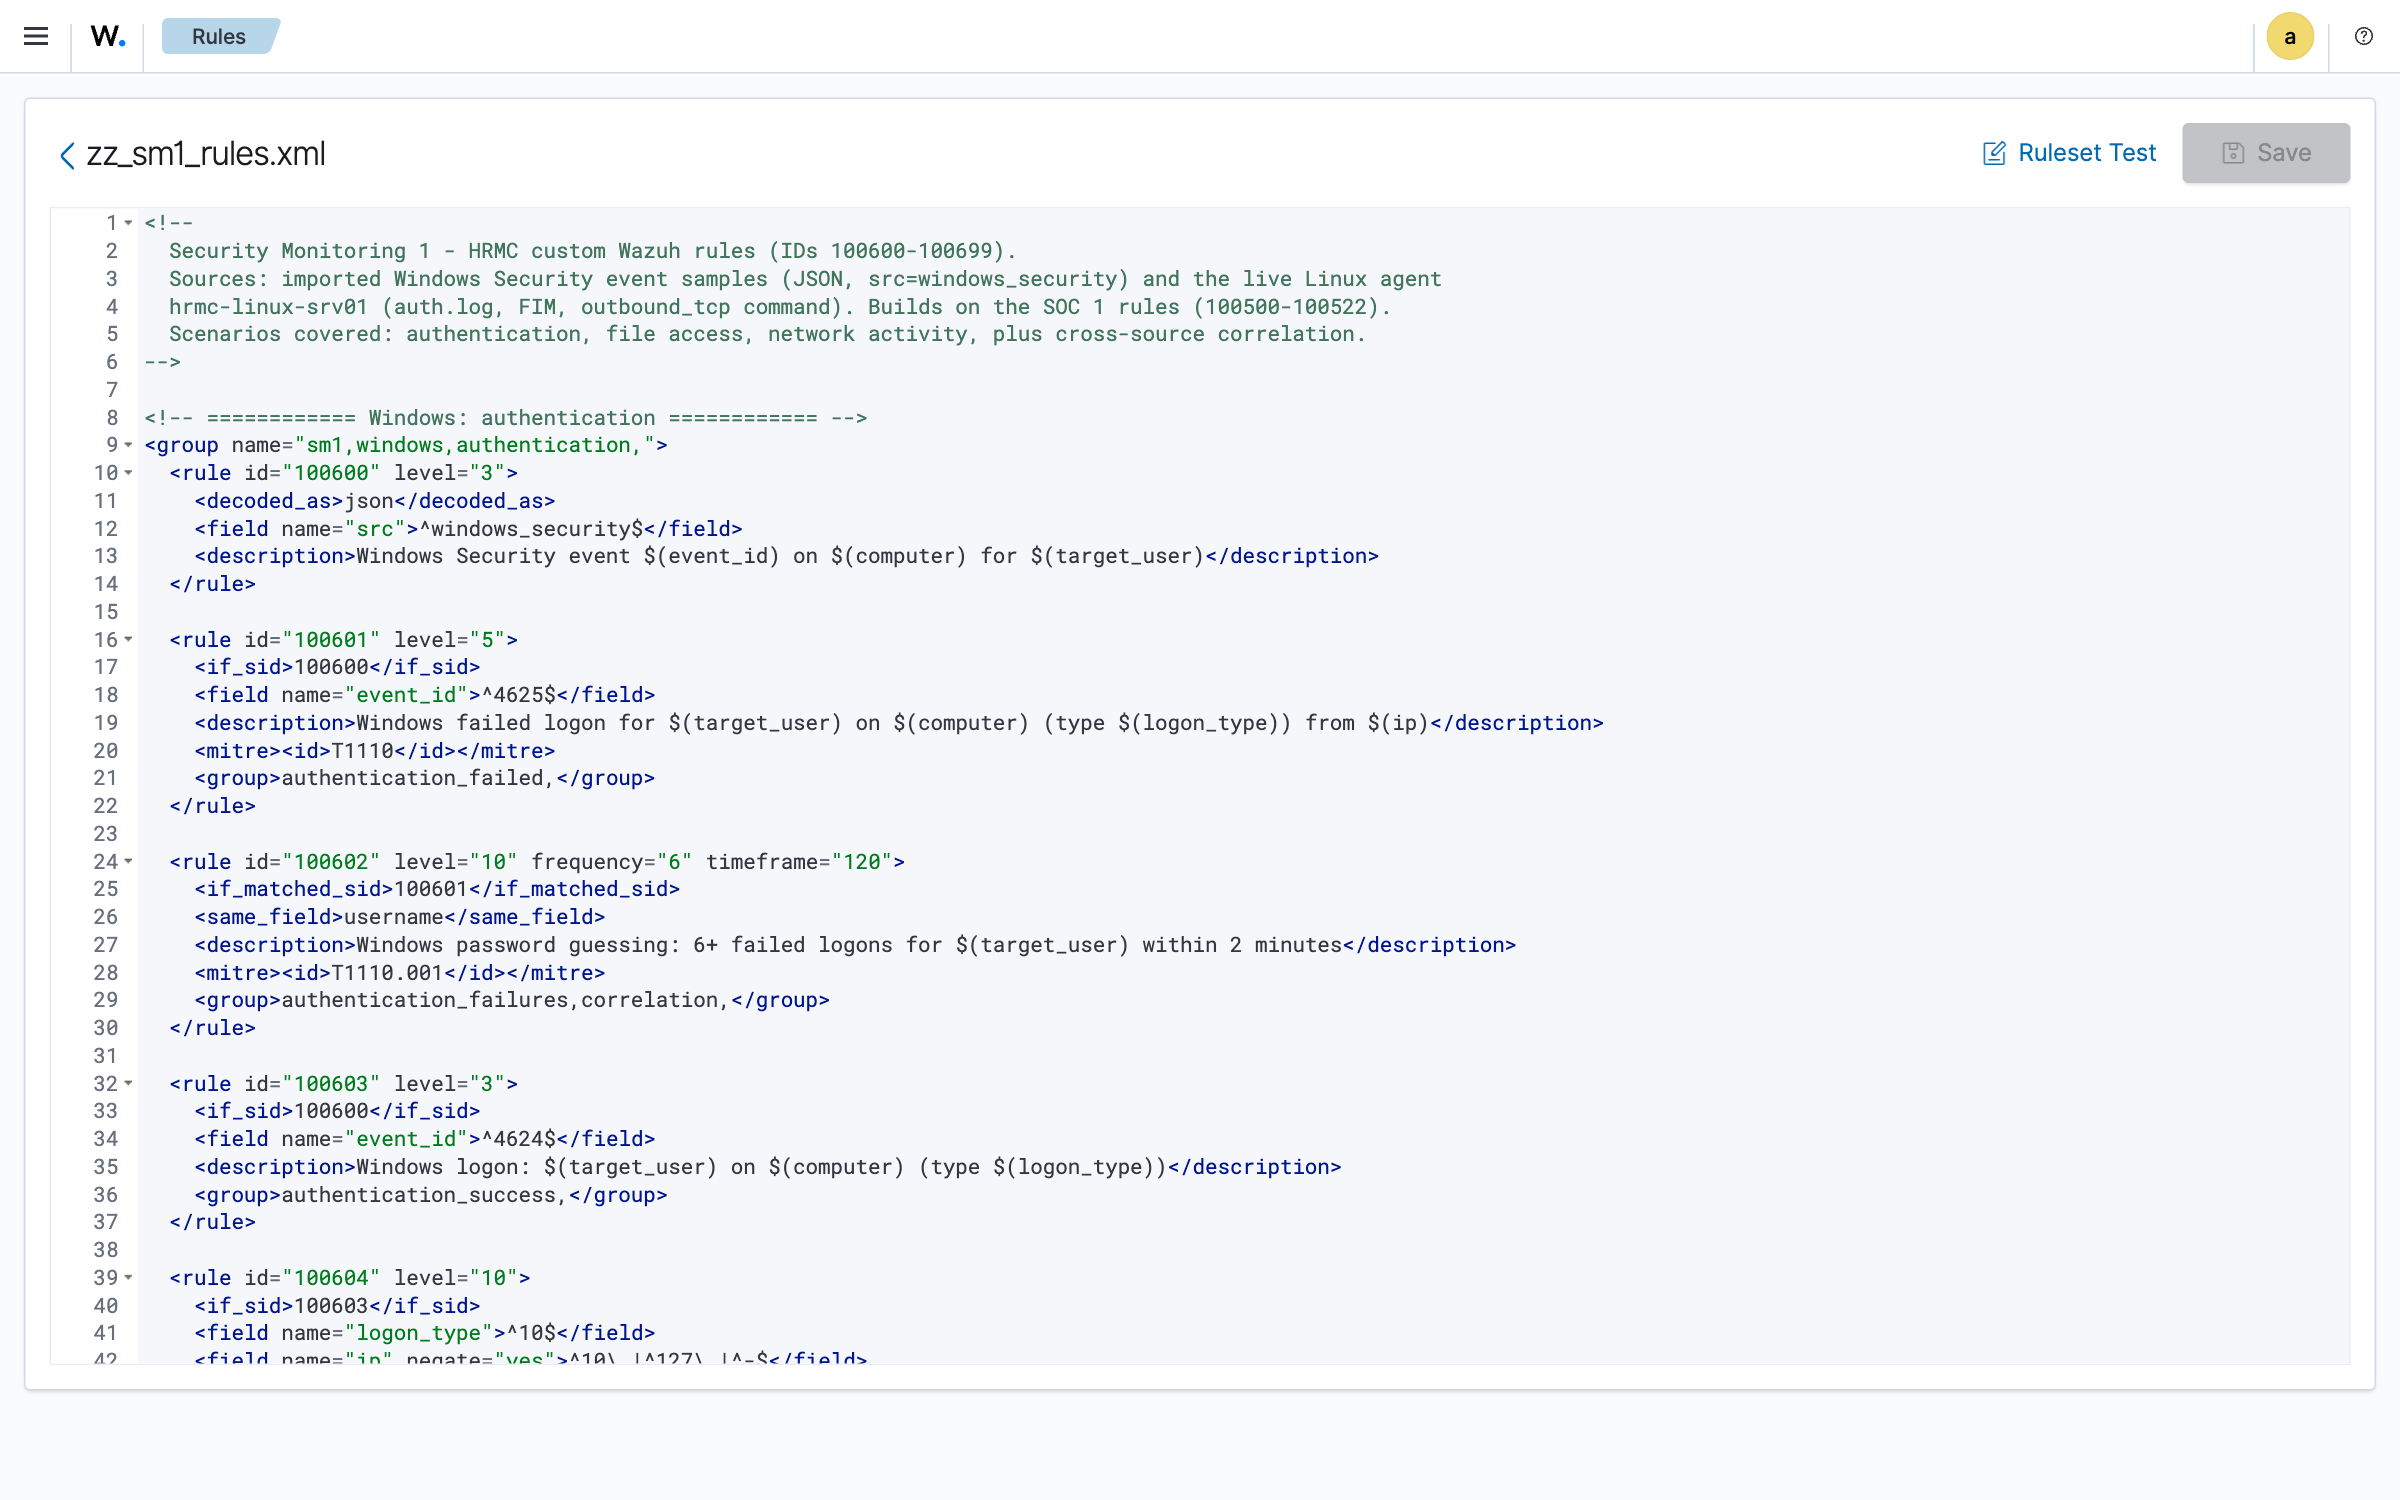 W.
Rules
a
zz_sm1_rules.xml
Ruleset Test
Save
1 <!--
2   Security Monitoring 1 - HRMC custom Wazuh rules (IDs 100600-100699).
3   Sources: imported Windows Security event samples (JSON, src=windows_security) and the live Linux agent
4   hrmc-linux-srv01 (auth.log, FIM, outbound_tcp command). Builds on the SOC 1 rules (100500-100522).
5   Scenarios covered: authentication, file access, network activity, plus cross-source correlation.
6 -->
7
8 <!-- ============ Windows: authentication ============ -->
9 <group name="sm1,windows,authentication,">
10   <rule id="100600" level="3">
11     <decoded_as>json</decoded_as>
12     <field name="src">^windows_security$</field>
13     <description>Windows Security event $(event_id) on $(computer) for $(target_user)</description>
14   </rule>
15
16   <rule id="100601" level="5">
17     <if_sid>100600</if_sid>
18     <field name="event_id">^4625$</field>
19     <description>Windows failed logon for $(target_user) on $(computer) (type $(logon_type)) from $(ip)</description>
20     <mitre><id>T1110</id></mitre>
21     <group>authentication_failed,</group>
22   </rule>
23
24   <rule id="100602" level="10" frequency="6" timeframe="120">
25     <if_matched_sid>100601</if_matched_sid>
26     <same_field>username</same_field>
27     <description>Windows password guessing: 6+ failed logons for $(target_user) within 2 minutes</description>
28     <mitre><id>T1110.001</id></mitre>
29     <group>authentication_failures,correlation,</group>
30   </rule>
31
32   <rule id="100603" level="3">
33     <if_sid>100600</if_sid>
34     <field name="event_id">^4624$</field>
35     <description>Windows logon: $(target_user) on $(computer) (type $(logon_type))</description>
36     <group>authentication_success,</group>
37   </rule>
38
39   <rule id="100604" level="10">
40     <if_sid>100603</if_sid>
41     <field name="logon_type">^10$</field>
42     <field name="ip" negate="yes">^10\.|^127\.|^-$</field>